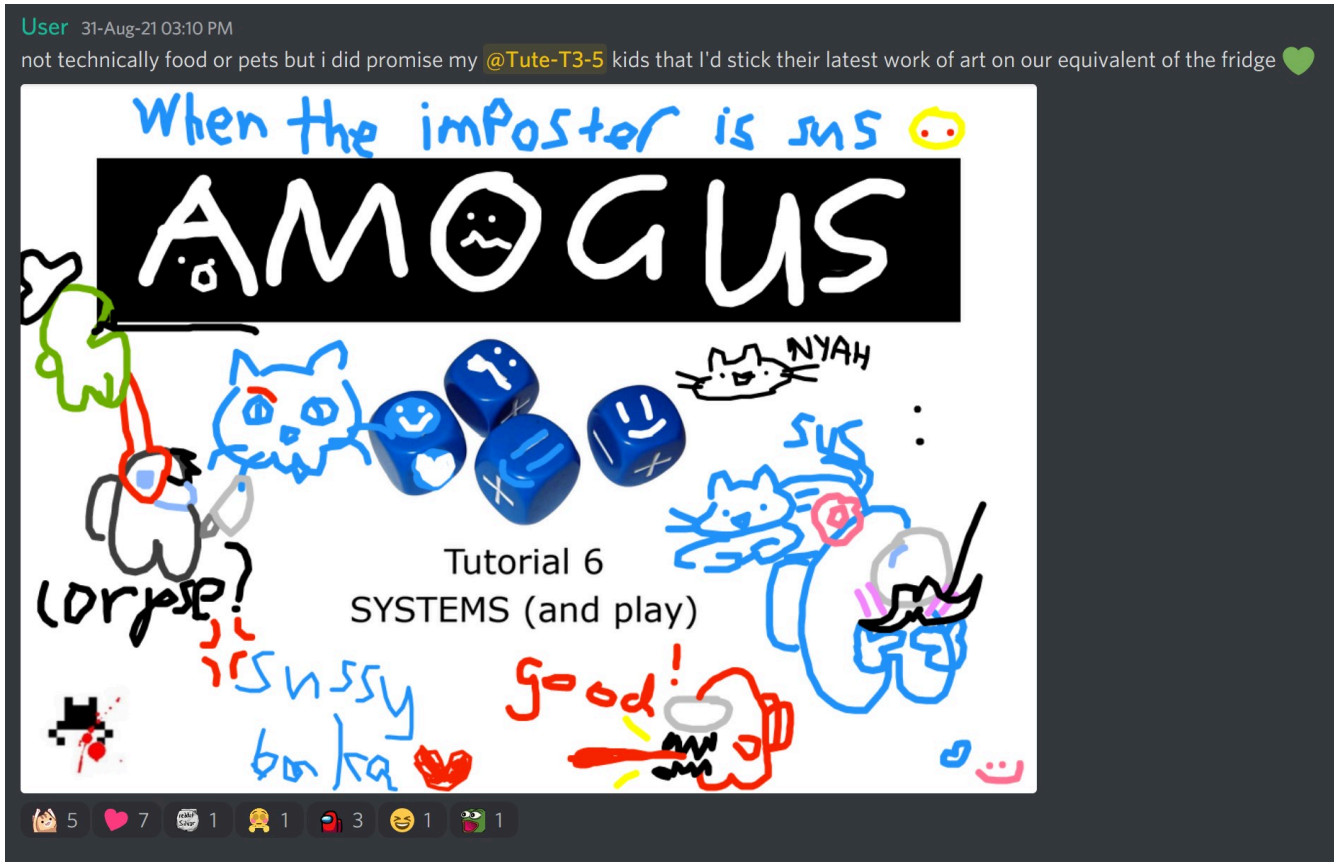 User 31-Aug-21 03:10 PM
not technically food or pets but i did promise my @Tute-T3-5 kids that I'd stick their latest work of art on our equivalent of the fridge
When the imposter is sus
AMOGUS
NYAH
sus
Tutorial 6
SYSTEMS (and play)
corpse?
sussy
baka
good!
5 7 1 1 3 1 1